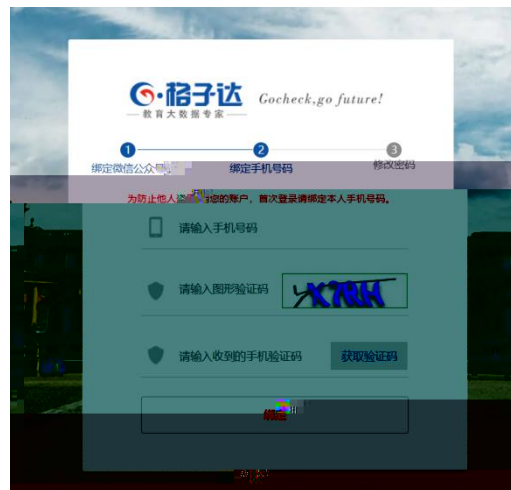 格子达
教育大数据专家
Gocheck,go future!
1 2 3
绑定微信公众号 绑定手机号码 修改密码
为防止他人 您的账户，首次登录请绑定本人手机号码。
请输入手机号码
请输入图形验证码 X7RH
请输入收到的手机验证码 获取验证码
绑定